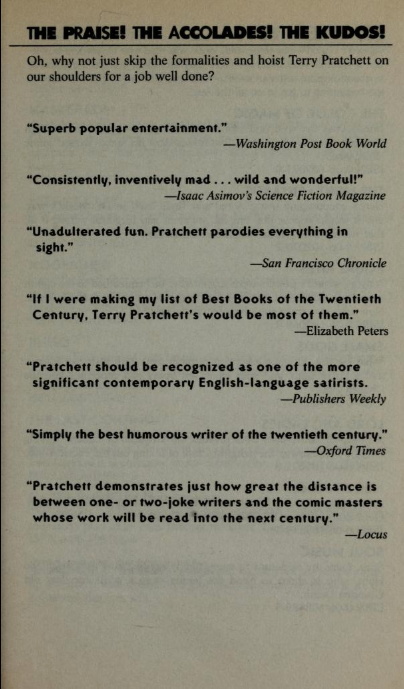 THE PRAISE! THE ACCOLADES! THE KUDOS!
Oh, why not just skip the formalities and hoist Terry Pratchett on
our shoulders for a job well done?
"Superb popular entertainment."
—Washington Post Book World
"Consistently, inventively mad . . . wild and wonderful!"
—Isaac Asimov's Science Fiction Magazine
"Unadulterated fun. Pratchett parodies everything in
sight."
—San Francisco Chronicle
"If I were making my list of Best Books of the Twentieth
Century, Terry Pratchett's would be most of them."
—Elizabeth Peters
"Pratchett should be recognized as one of the more
significant contemporary English-language satirists.
—Publishers Weekly
"Simply the best humorous writer of the twentieth century."
—Oxford Times
"Pratchett demonstrates just how great the distance is
between one- or two-joke writers and the comic masters
whose work will be read into the next century."
—Locus